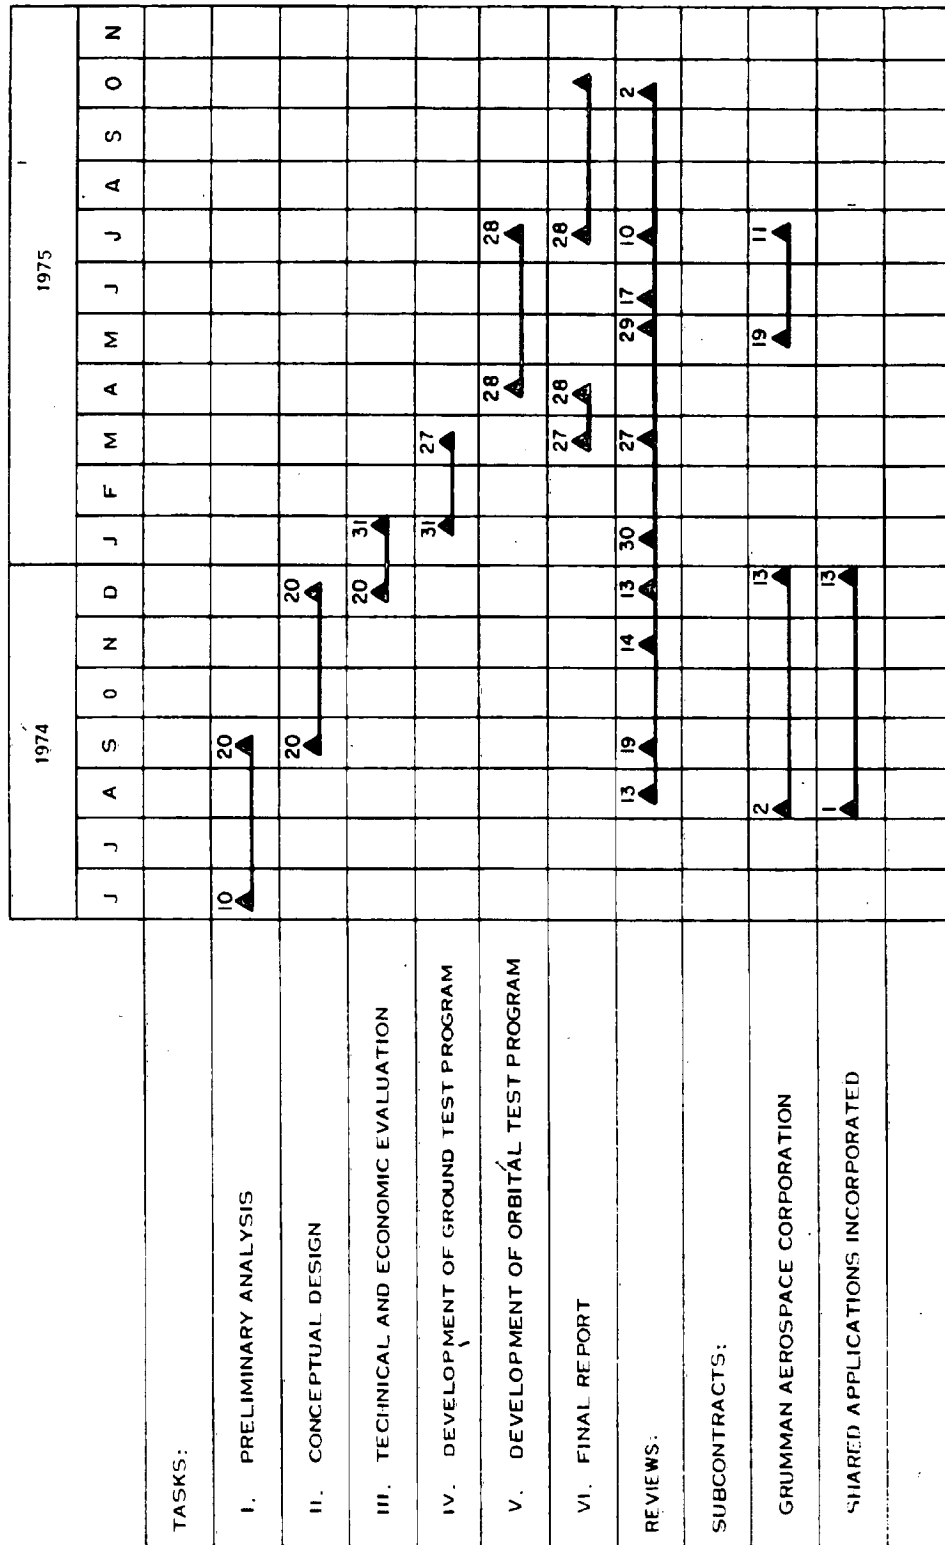 1974 1975
J J A S O N D J F M A M J J A S O N
TASKS:
I. PRELIMINARY ANALYSIS 10 20
II. CONCEPTUAL DESIGN 20 20
III. TECHNICAL AND ECONOMIC EVALUATION 20 31
IV. DEVELOPMENT OF GROUND TEST PROGRAM 31 27
V. DEVELOPMENT OF ORBITAL TEST PROGRAM 28 28
VI. FINAL REPORT 27 28 28
REVIEWS: 13 19 14 13 30 27 29 17 10 2
SUBCONTRACTS:
GRUMMAN AEROSPACE CORPORATION 2 13 19 11
SHARED APPLICATIONS INCORPORATED 1 13